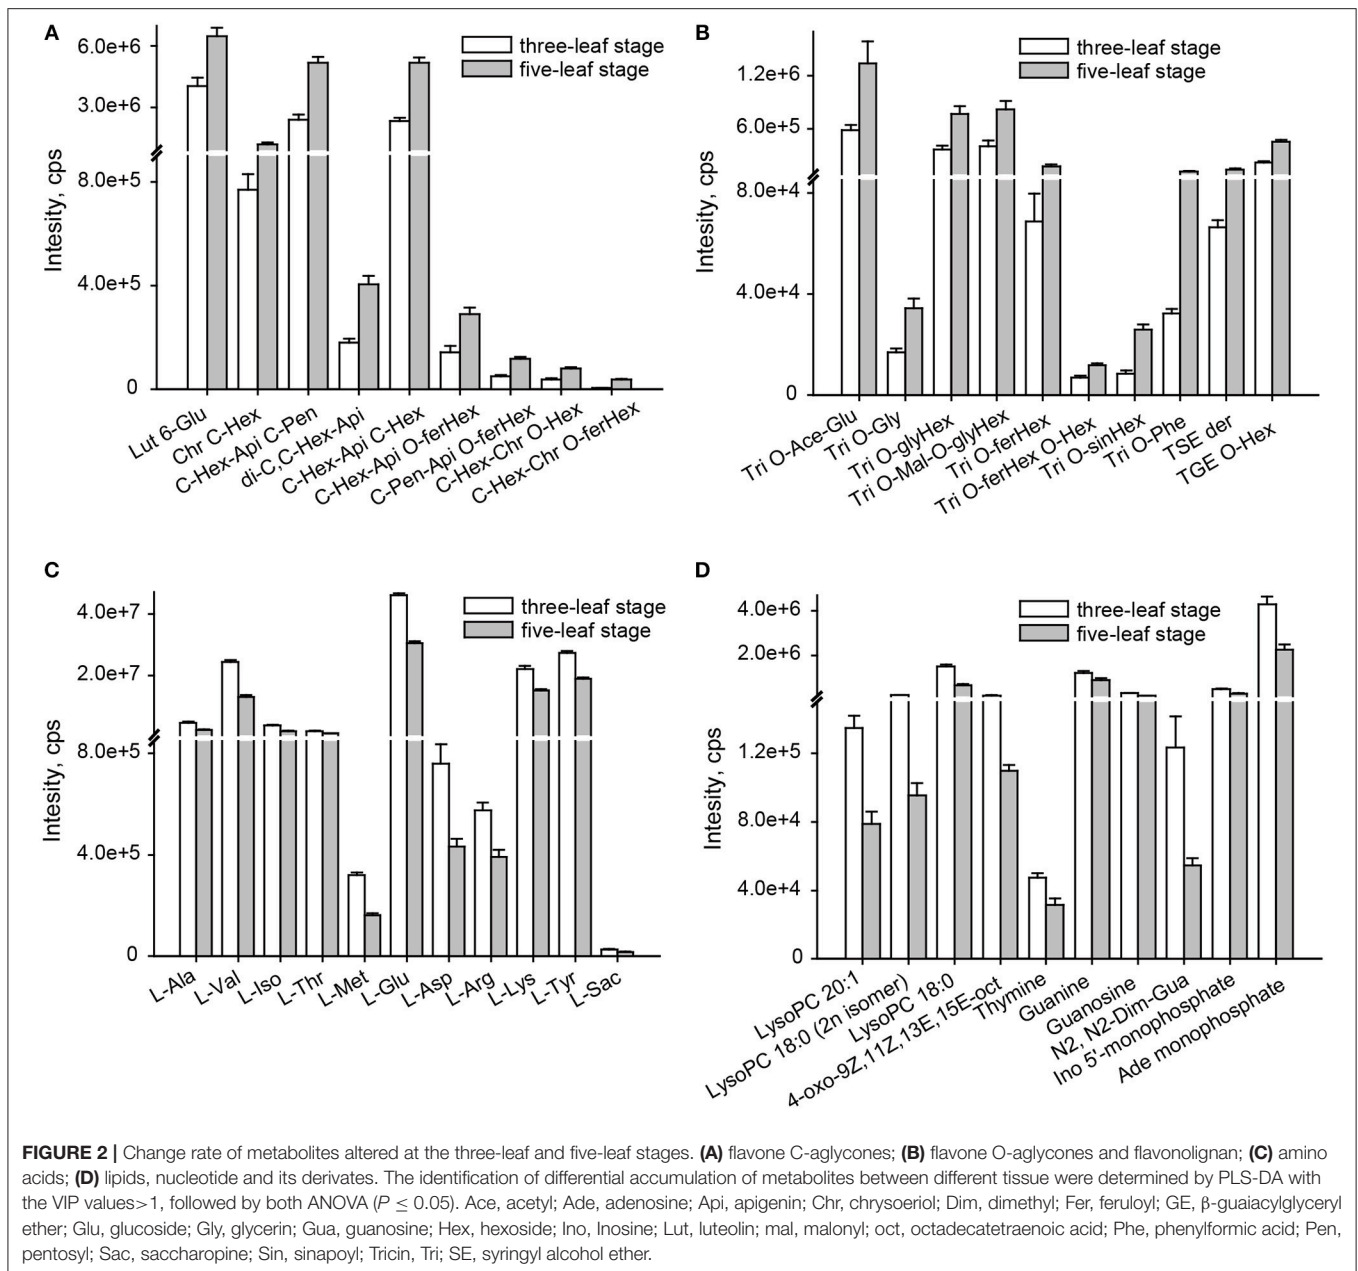 A
6.0e+6
3.0e+6
8.0e+5
4.0e+5
0
Intesity, cps
three-leaf stage
five-leaf stage
Lut 6-Glu
Chr C-Hex
C-Hex-Api C-Pen
di-C,C-Hex-Api
C-Hex-Api C-Hex
C-Hex-Api O-ferHex
C-Pen-Api O-ferHex
C-Hex-Chr O-Hex
C-Hex-Chr O-ferHex
B
1.2e+6
6.0e+5
8.0e+4
4.0e+4
0
Intesity, cps
three-leaf stage
five-leaf stage
Tri O-Ace-Glu
Tri O-Gly
Tri O-glyHex
Tri O-Mal-O-glyHex
Tri O-ferHex
Tri O-ferHex O-Hex
Tri O-sinHex
Tri O-Phe
TSE der
TGE O-Hex
C
4.0e+7
2.0e+7
8.0e+5
4.0e+5
0
Intesity, cps
three-leaf stage
five-leaf stage
L-Ala
L-Val
L-Iso
L-Thr
L-Met
L-Glu
L-Asp
L-Arg
L-Lys
L-Tyr
L-Sac
D
4.0e+6
2.0e+6
1.2e+5
8.0e+4
4.0e+4
0
Intesity, cps
three-leaf stage
five-leaf stage
LysoPC 20:1
LysoPC 18:0 (2n isomer)
LysoPC 18:0
4-oxo-9Z,11Z,13E,15E-oct
Thymine
Guanine
Guanosine
N2, N2-Dim-Gua
Ino 5'-monophosphate
Ade monophosphate
FIGURE 2 | Change rate of metabolites altered at the three-leaf and five-leaf stages. (A) flavone C-aglycones; (B) flavone O-aglycones and flavonolignan; (C) amino
acids; (D) lipids, nucleotide and its derivates. The identification of differential accumulation of metabolites between different tissue were determined by PLS-DA with
the VIP values>1, followed by both ANOVA (P ≤ 0.05). Ace, acetyl; Ade, adenosine; Api, apigenin; Chr, chrysoeriol; Dim, dimethyl; Fer, feruloyl; GE, β-guaiacylglyceryl
ether; Glu, glucoside; Gly, glycerin; Gua, guanosine; Hex, hexoside; Ino, Inosine; Lut, luteolin; mal, malonyl; oct, octadecatetraenoic acid; Phe, phenylformic acid; Pen,
pentosyl; Sac, saccharopine; Sin, sinapoyl; Tricin, Tri; SE, syringyl alcohol ether.